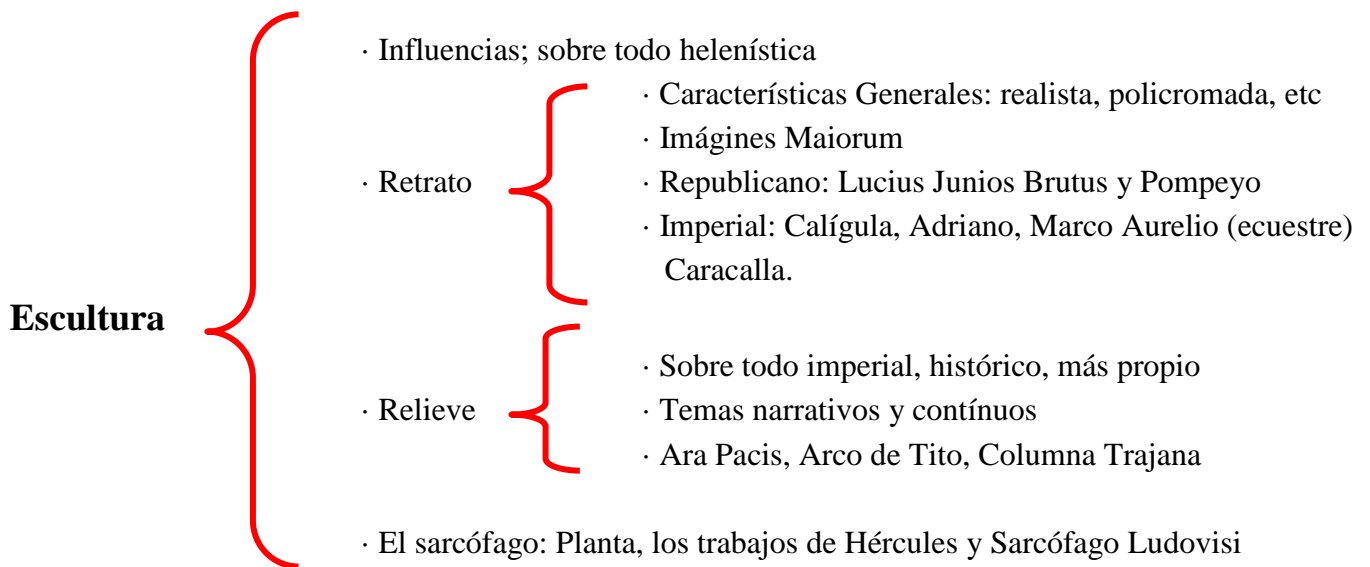 · Influencias; sobre todo helenística
· Características Generales: realista, policromada, etc
· Imágines Maiorum
· Retrato
· Republicano: Lucius Junios Brutus y Pompeyo
· Imperial: Calígula, Adriano, Marco Aurelio (ecuestre)
Caracalla.
Escultura
· Sobre todo imperial, histórico, más propio
· Relieve
· Temas narrativos y contínuos
· Ara Pacis, Arco de Tito, Columna Trajana
· El sarcófago: Planta, los trabajos de Hércules y Sarcófago Ludovisi